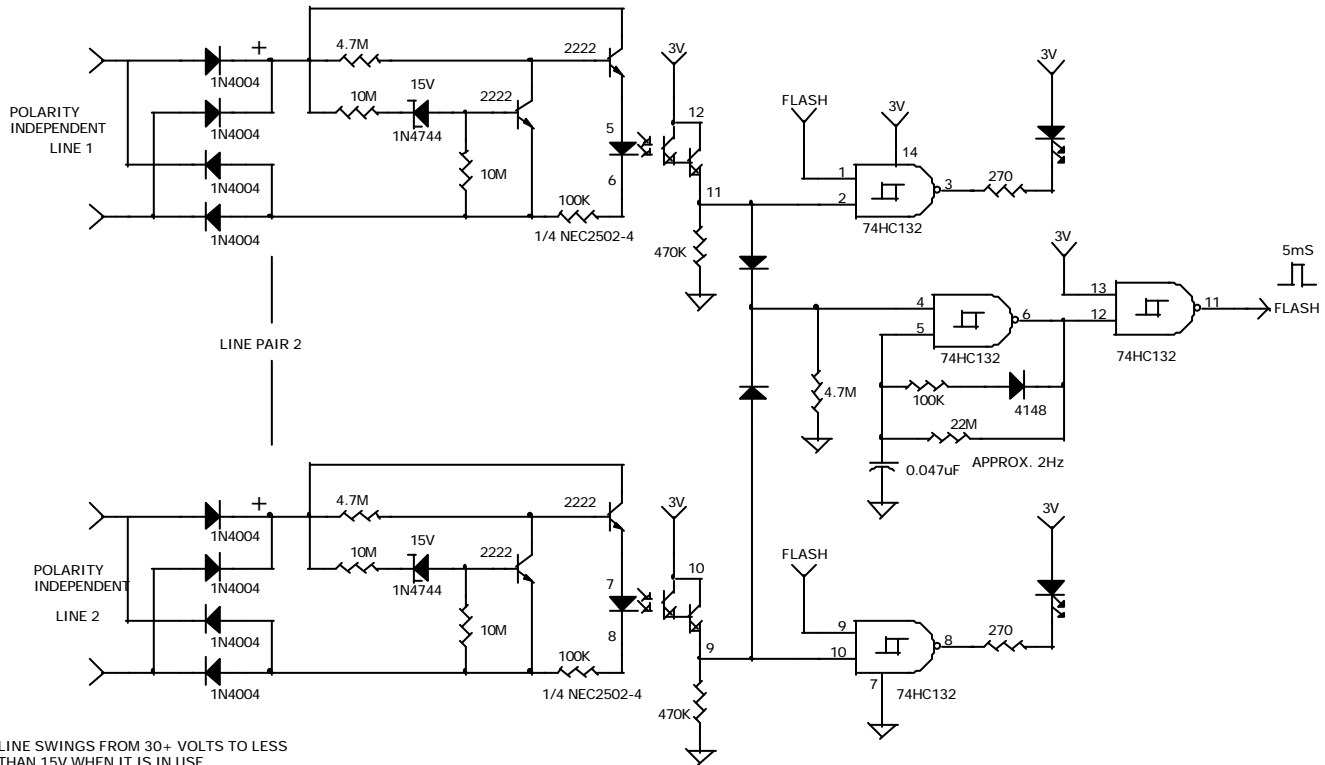 +
4.7M
2222
3V
1N4004
15V
2222
10M
1N4744
POLARITY
INDEPENDENT
LINE 1
1N4004
1N4004
1N4004
10M
5
6
100K
1/4 NEC2502-4
12
11
470K
FLASH
3V
14
1
2
3
74HC132
270
3V
LINE PAIR 2
4
5
6
74HC132
3V
13
12
11
74HC132
5mS
FLASH
4.7M
100K
4148
22M
0.047uF
APPROX. 2Hz
+
4.7M
2222
3V
1N4004
15V
2222
10M
1N4744
POLARITY
INDEPENDENT
LINE 2
1N4004
1N4004
1N4004
10M
7
8
100K
1/4 NEC2502-4
10
9
470K
FLASH
9
10
8
7
74HC132
270
3V
LINE SWINGS FROM 30+ VOLTS TO LESS
THAN 15V WHEN IT IS IN USE